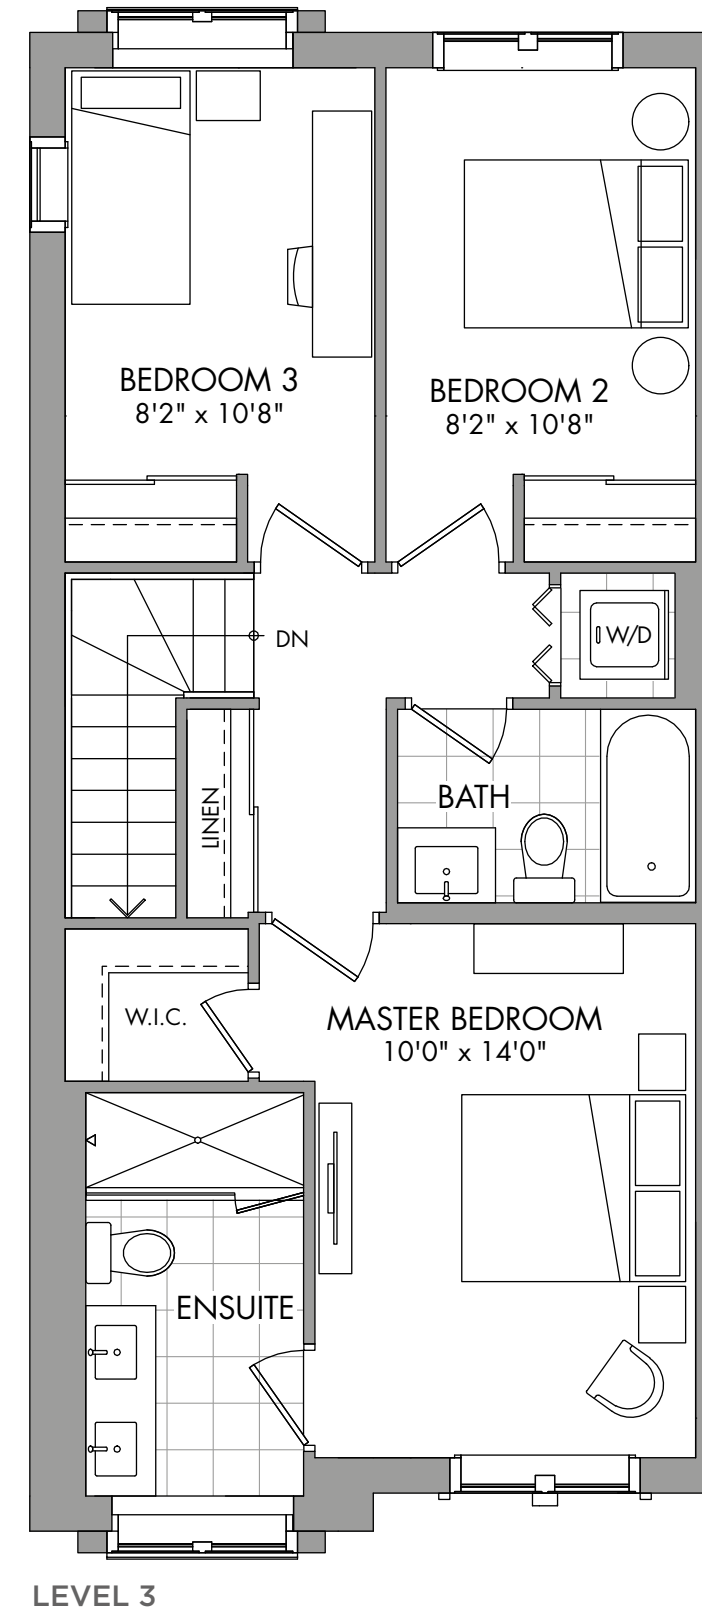 BEDROOM 3
8'2" x 10'8"
BEDROOM 2
8'2" x 10'8"
DN
W/D
LINEN
BATH
W.I.C.
MASTER BEDROOM
10'0" x 14'0"
ENSUITE
LEVEL 3